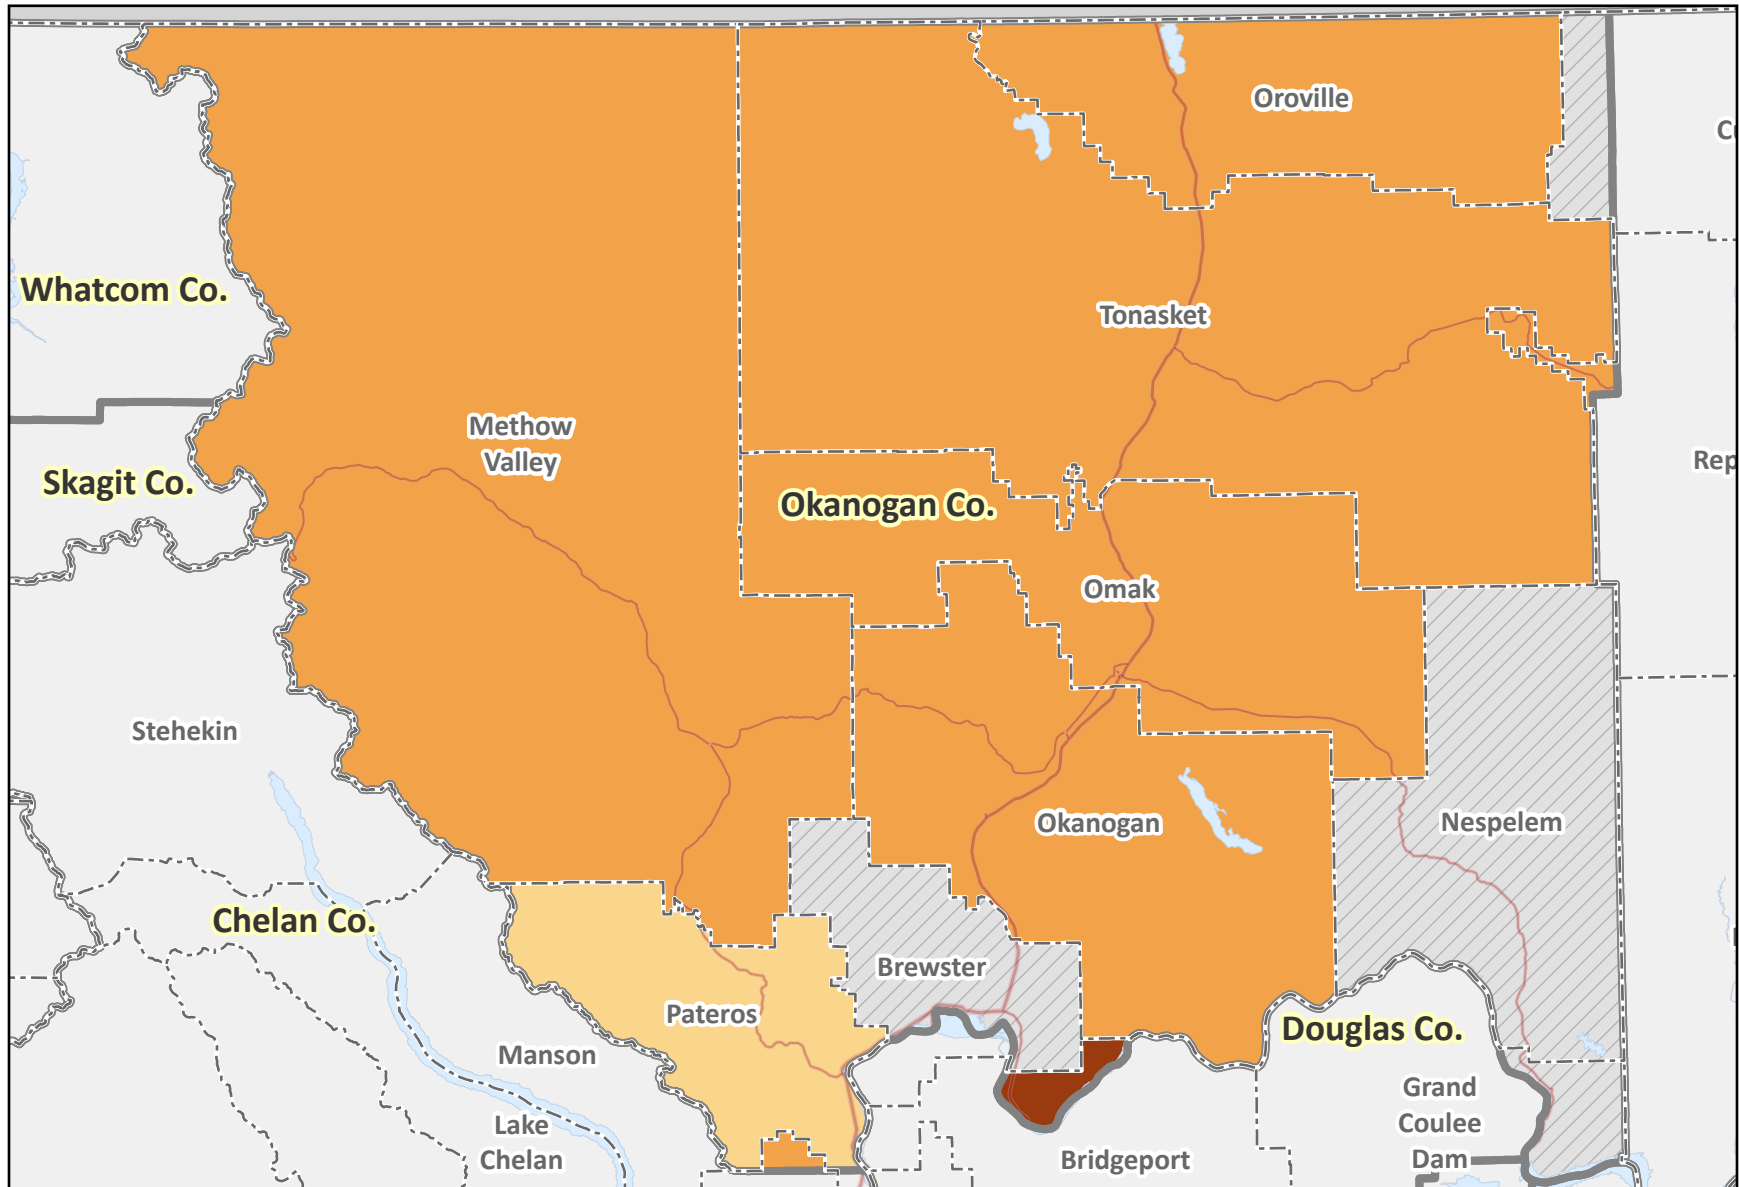 Oroville
Whatcom Co.
Tonasket
Methow
Valley
Skagit Co.
Okanogan Co.
Omak
Stehekin
Okanogan
Nespelem
Chelan Co.
Brewster
Pateros
Douglas Co.
Manson
Grand
Coulee
Dam
Lake
Chelan
Bridgeport